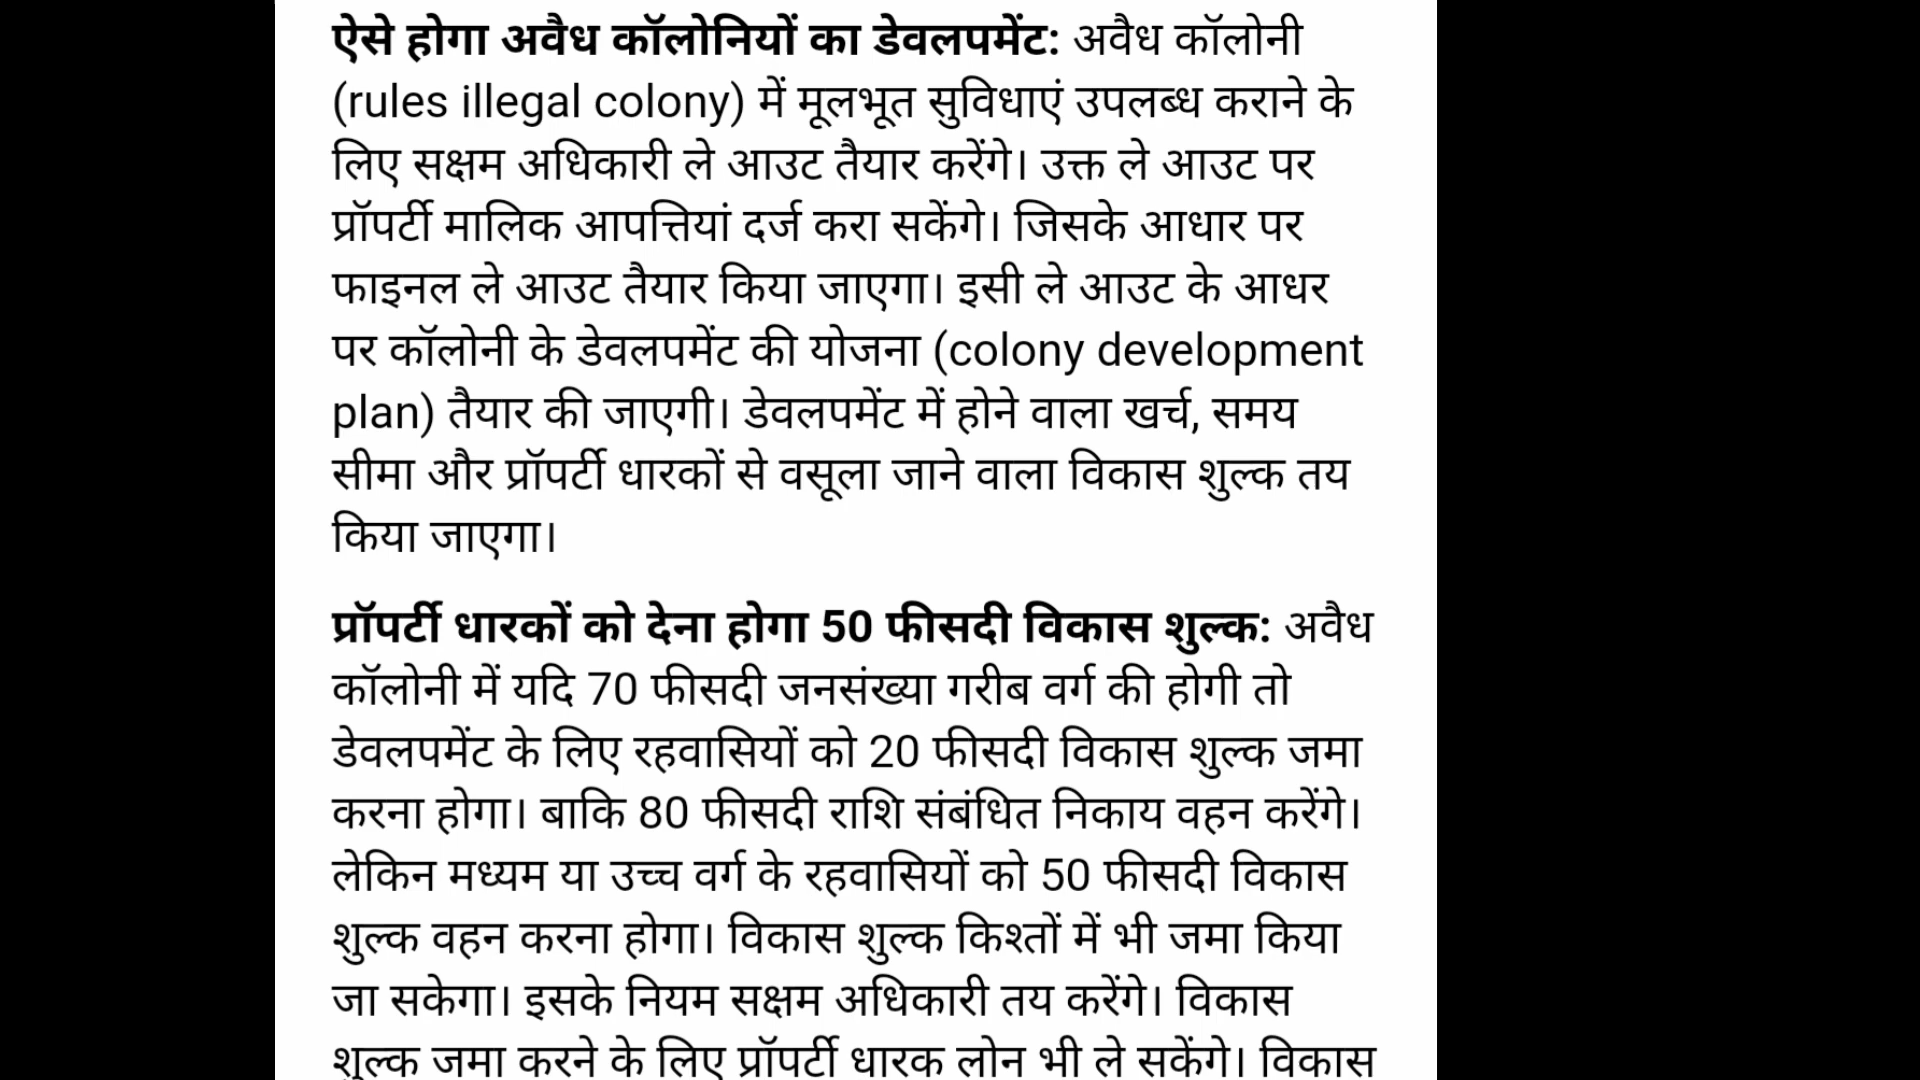 ऐसे होगा अवैध कॉलोनियों का डेवलपमेंट: अवैध कॉलोनी
(rules illegal colony) में मूलभूत सुविधाएं उपलब्ध कराने के
लिए सक्षम अधिकारी ले आउट तैयार करेंगे। उक्त ले आउट पर
प्रॉपर्टी मालिक आपत्तियां दर्ज करा सकेंगे। जिसके आधार पर
फाइनल ले आउट तैयार किया जाएगा। इसी ले आउट के आधर
पर कॉलोनी के डेवलपमेंट की योजना (colony development
plan) तैयार की जाएगी। डेवलपमेंट में होने वाला खर्च, समय
सीमा और प्रॉपर्टी धारकों से वसूला जाने वाला विकास शुल्क तय
किया जाएगा।
प्रॉपर्टी धारकों को देना होगा 50 फीसदी विकास शुल्क: अवैध
कॉलोनी में यदि 70 फीसदी जनसंख्या गरीब वर्ग की होगी तो
डेवलपमेंट के लिए रहवासियों को 20 फीसदी विकास शुल्क जमा
करना होगा। बाकि 80 फीसदी राशि संबंधित निकाय वहन करेंगे।
लेकिन मध्यम या उच्च वर्ग के रहवासियों को 50 फीसदी विकास
शुल्क वहन करना होगा। विकास शुल्क किश्तों में भी जमा किया
जा सकेगा। इसके नियम सक्षम अधिकारी तय करेंगे। विकास
शुल्क जमा करने के लिए प्रॉपर्टी धारक लोन भी ले सकेंगे। विकास